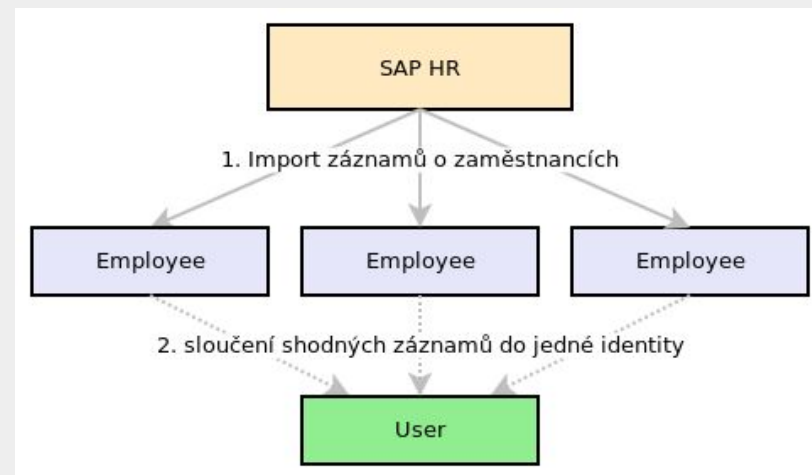 SAP HR
1. Import záznamů o zaměstnancích
Employee
Employee
Employee
2. sloučení shodných záznamů do jedné identity
User